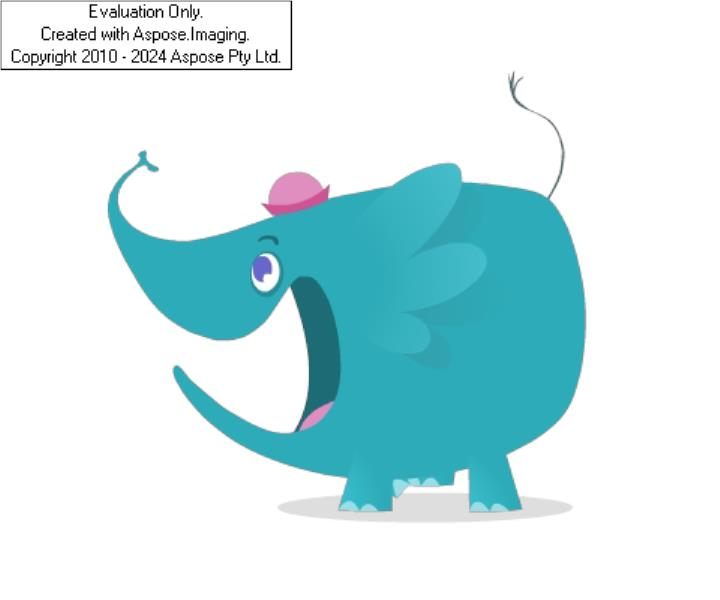 Evaluation Only.
Created with Aspose.Imaging.
Copyright 2010 - 2024 Aspose Pty Ltd.